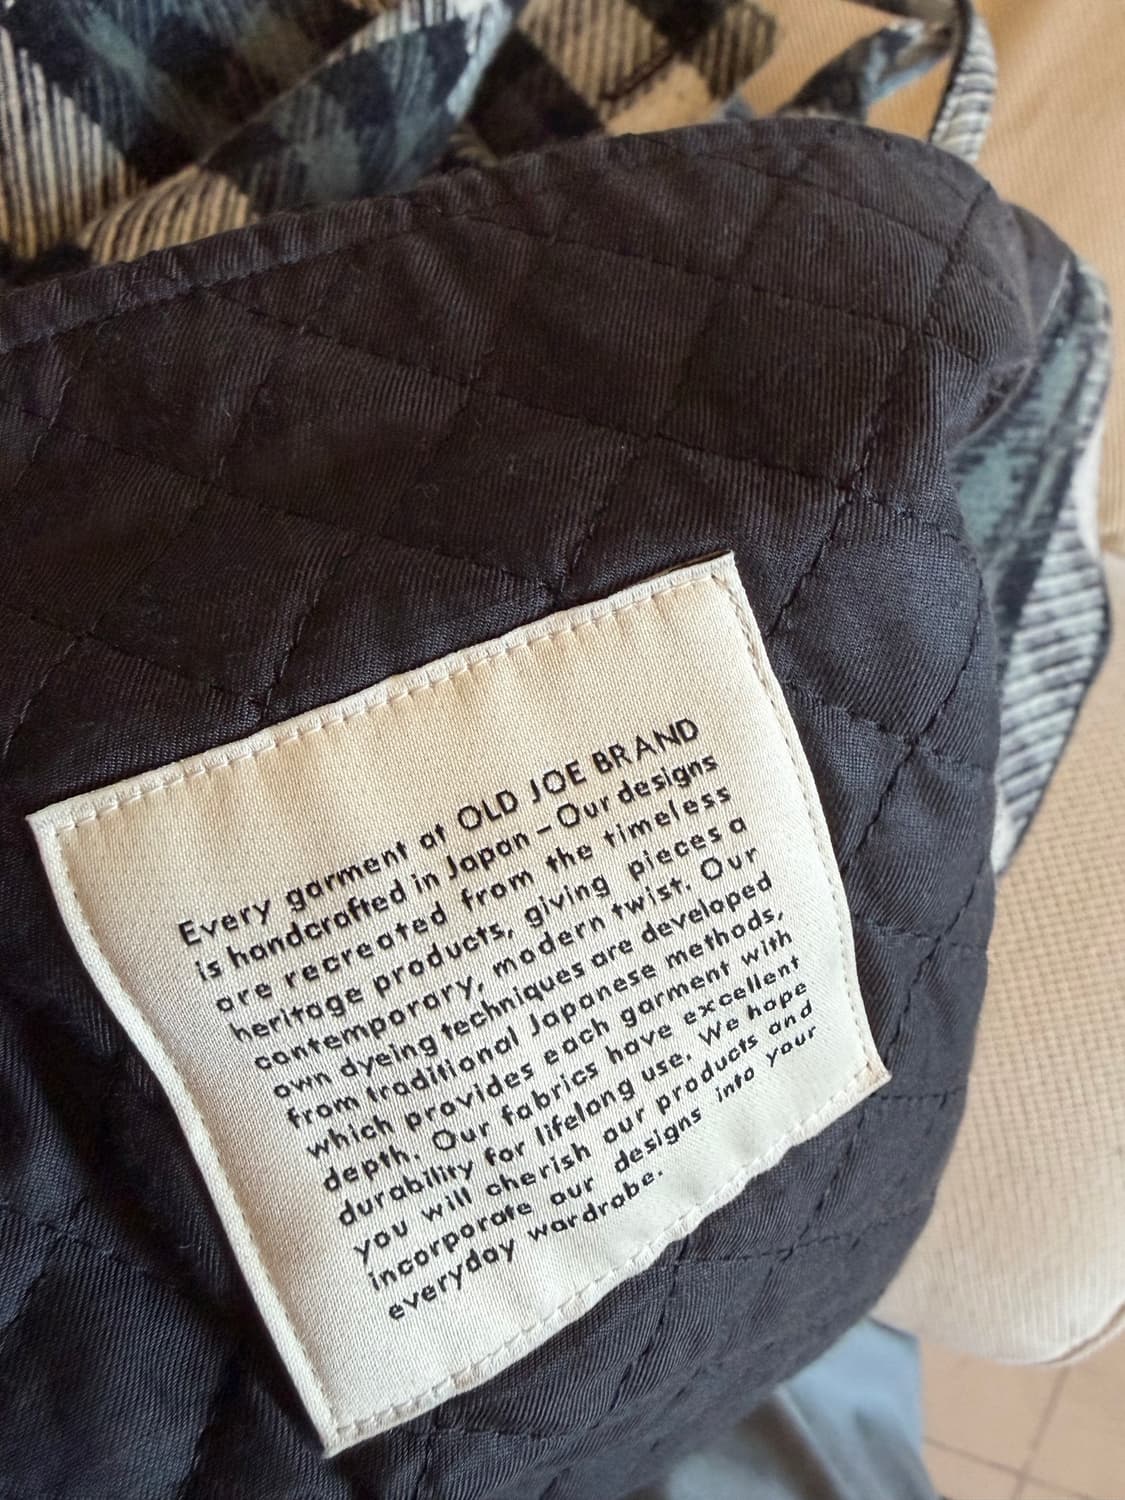 Every garment at OLD JOE BRAND
is handcrafted in Japan – Our designs
are recreated from the timeless
heritage products, giving pieces a
contemporary, modern twist. Our
own dyeing techniques are developed
from traditional Japanese methods,
which provides each garment with
depth. Our fabrics have excellent
durability for lifelong use. We hope
you will cherish our products and
incorporate our designs into your
everyday wardrobe.